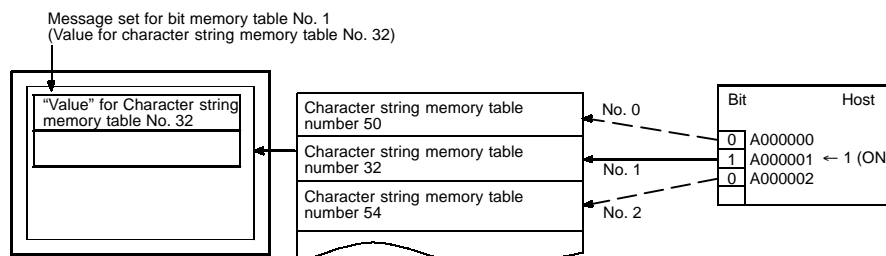 Message set for bit memory table No. 1
(Value for character string memory table No. 32)
“Value” for Character string
memory table No. 32
Character string memory table
number 50
Character string memory table
number 32
Character string memory table
number 54
No. 0
No. 1
No. 2
Bit Host
0 A000000
1 A000001 ← 1 (ON
0 A000002